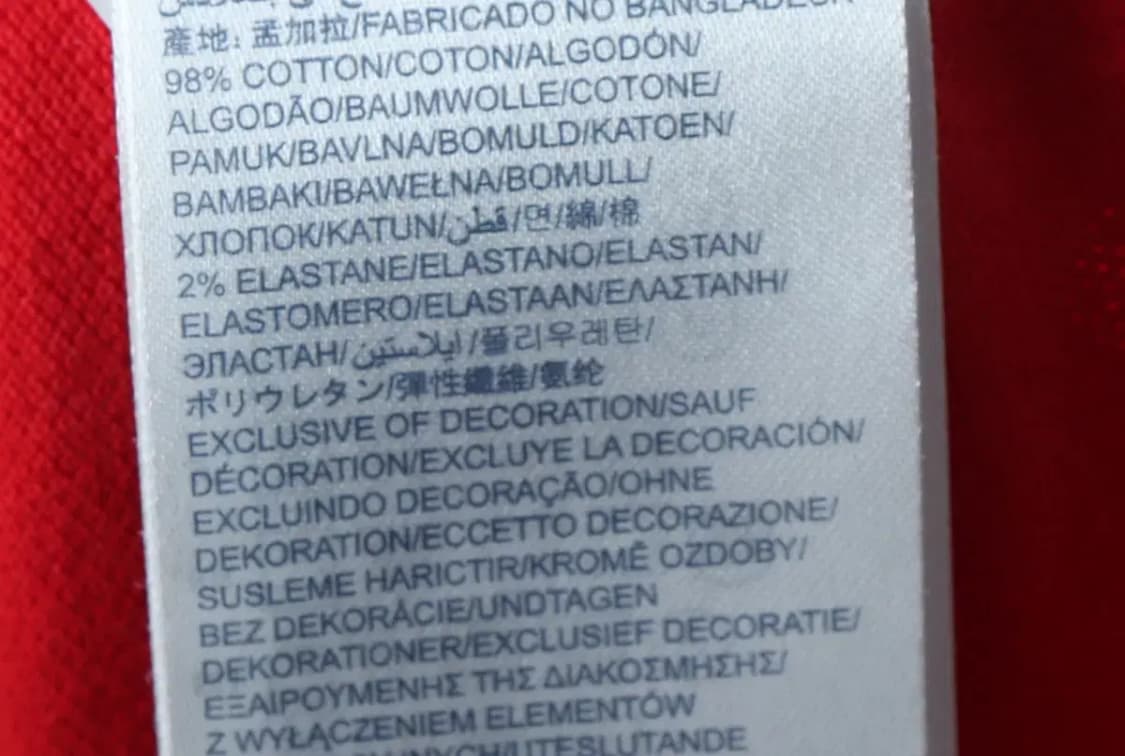 產地: 孟加拉/FABRICADO NO BANGLADESH
98% COTTON/COTON/ALGODÓN/
ALGODÃO/BAUMWOLLE/COTONE/
PAMUK/BAVLNA/BOMULD/KATOEN/
BAMBAKI/BAWEŁNA/BOMULL/
ХЛОПОК/KATUN/قطن/면/綿/棉
2% ELASTANE/ELASTANO/ELASTAN/
ELASTOMERO/ELASTAAN/ΕΛΑΣΤΑΝΗ/
ЭЛАСТАН/ايلاستين/폴리우레탄/
ポリウレタン/彈性纖維/氨纶
EXCLUSIVE OF DECORATION/SAUF
DÉCORATION/EXCLUYE LA DECORACIÓN/
EXCLUINDO DECORAÇÃO/OHNE
DEKORATION/ECCETTO DECORAZIONE/
SUSLEME HARICTIR/KROMĚ OZDOBY/
BEZ DEKORÁCIE/UNDTAGEN
DEKORATIONER/EXCLUSIEF DECORATIE/
ΕΞΑΙΡΟΥΜΕΝΗΣ ΤΗΣ ΔΙΑΚΟΣΜΗΣΗΣ/
Z WYŁĄCZENIEM ELEMENTÓW